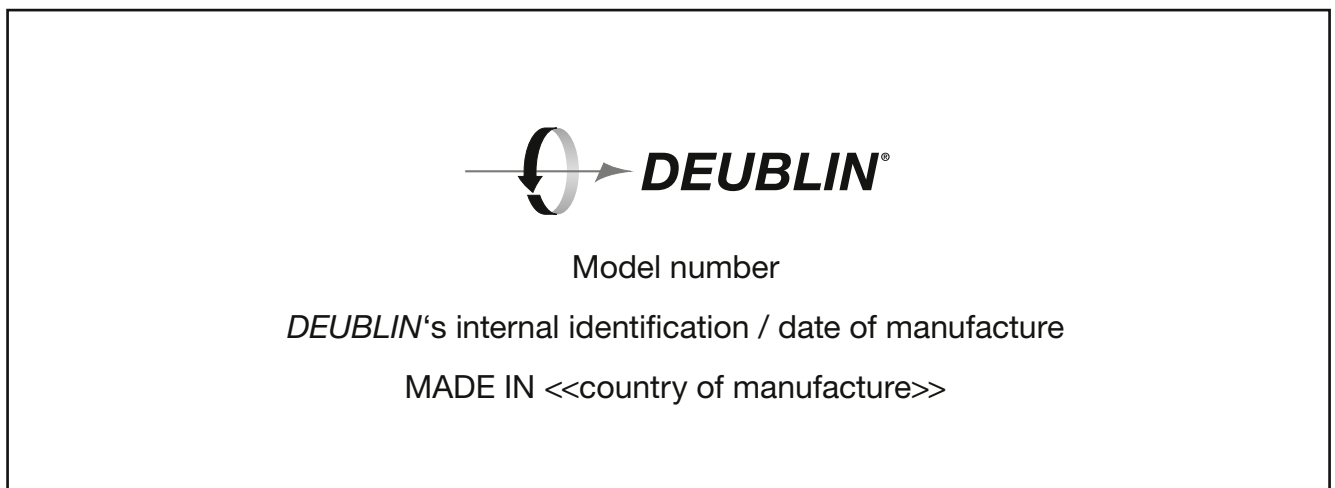 DEUBLIN®
Model number
DEUBLIN‘s internal identification / date of manufacture
MADE IN <<country of manufacture>>